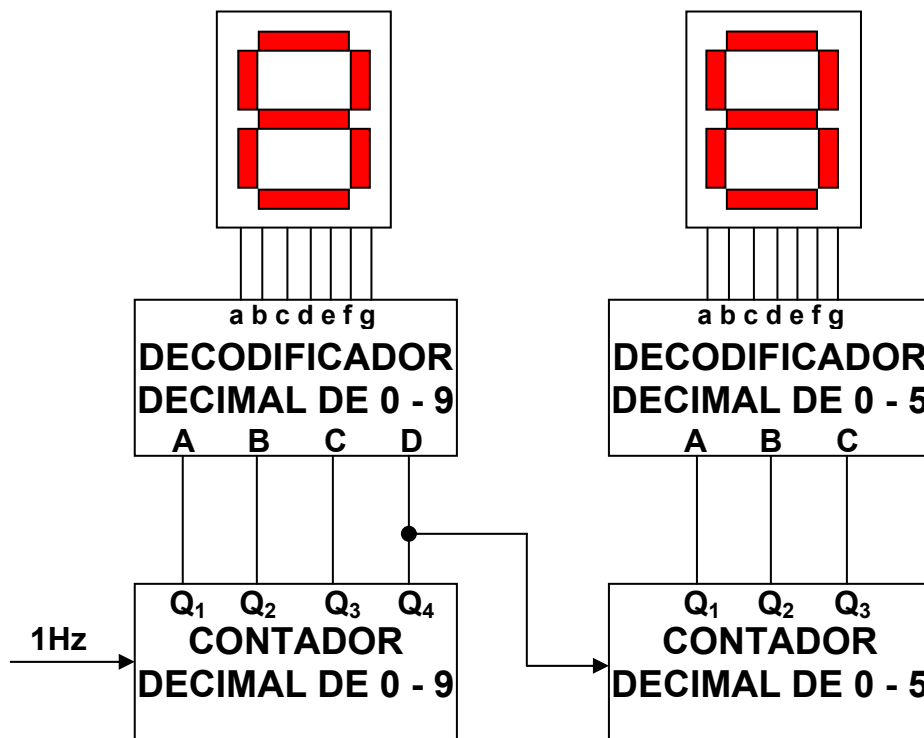 a b c d e f g
DECODIFICADOR
DECIMAL DE 0 - 9
A B C D
Q1 Q2 Q3 Q4
1Hz
CONTADOR
DECIMAL DE 0 - 9
a b c d e f g
DECODIFICADOR
DECIMAL DE 0 - 5
A B C
Q1 Q2 Q3
CONTADOR
DECIMAL DE 0 - 5